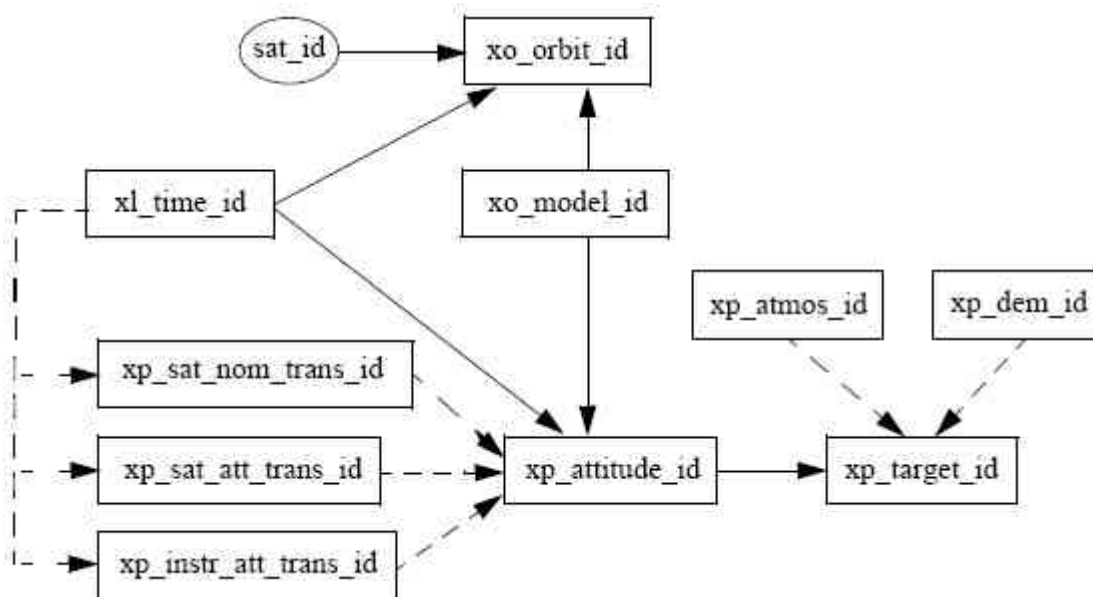 sat_id
xo_orbit_id
xl_time_id
xo_model_id
xp_atmos_id
xp_dem_id
xp_sat_nom_trans_id
xp_sat_att_trans_id
xp_attitude_id
xp_target_id
xp_instr_att_trans_id